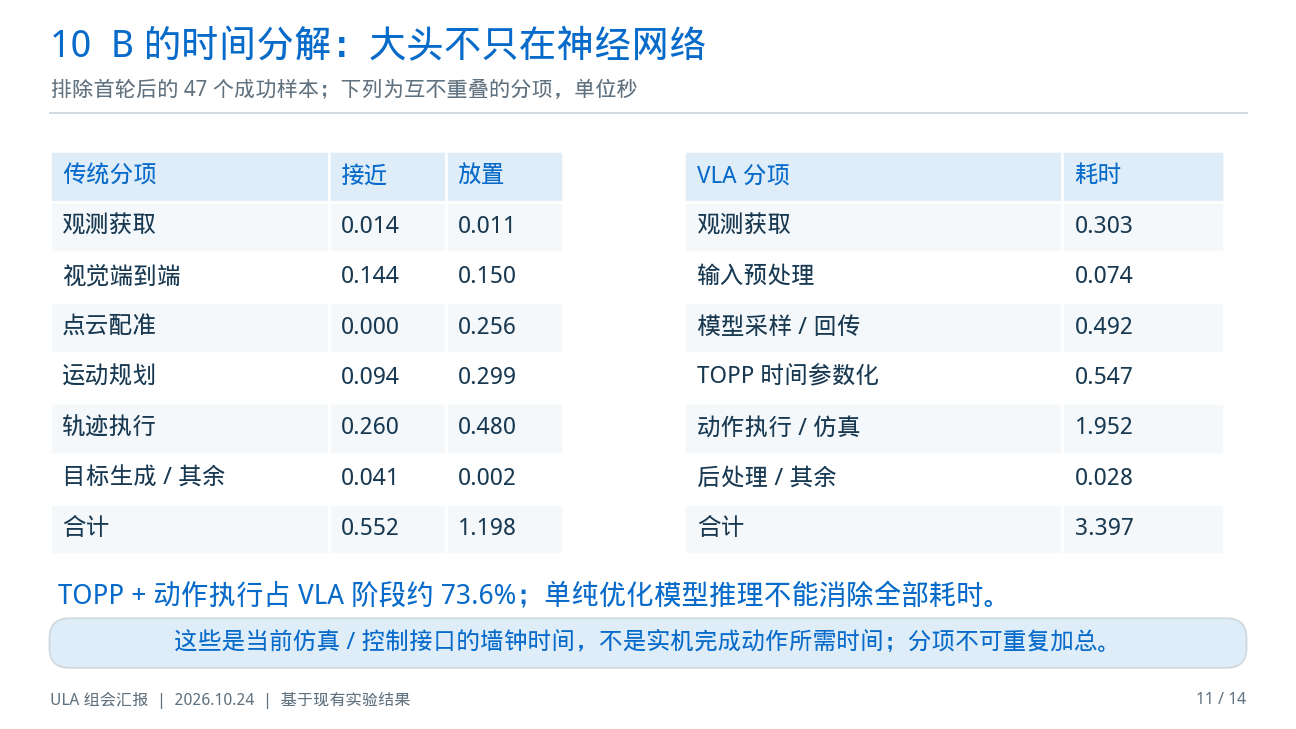 10 B 的时间分解：大头不只在神经网络
排除首轮后的 47 个成功样本；下列为互不重叠的分项，单位秒
传统分项 接近 放置
观测获取 0.014 0.011
视觉端到端 0.144 0.150
点云配准 0.000 0.256
运动规划 0.094 0.299
轨迹执行 0.260 0.480
目标生成 / 其余 0.041 0.002
合计 0.552 1.198
VLA 分项 耗时
观测获取 0.303
输入预处理 0.074
模型采样 / 回传 0.492
TOPP 时间参数化 0.547
动作执行 / 仿真 1.952
后处理 / 其余 0.028
合计 3.397
TOPP + 动作执行占 VLA 阶段约 73.6%；单纯优化模型推理不能消除全部耗时。
这些是当前仿真 / 控制接口的墙钟时间，不是实机完成动作所需时间；分项不可重复加总。
ULA 组会汇报 | 2026.10.24 | 基于现有实验结果
11 / 14